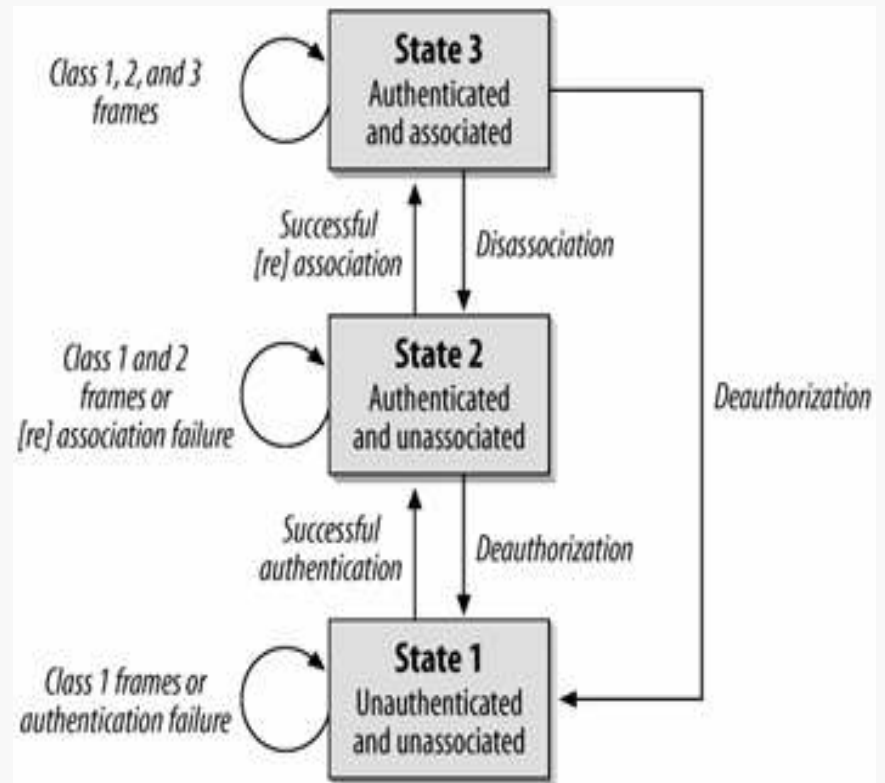 State 3
Authenticated
and associated
Class 1, 2, and 3
frames
Successful
[re] association
Disassociation
State 2
Authenticated
and unassociated
Class 1 and 2
frames or
[re] association failure
Deauthorization
Successful
authentication
Deauthorization
State 1
Unauthenticated
and unassociated
Class 1 frames or
authentication failure